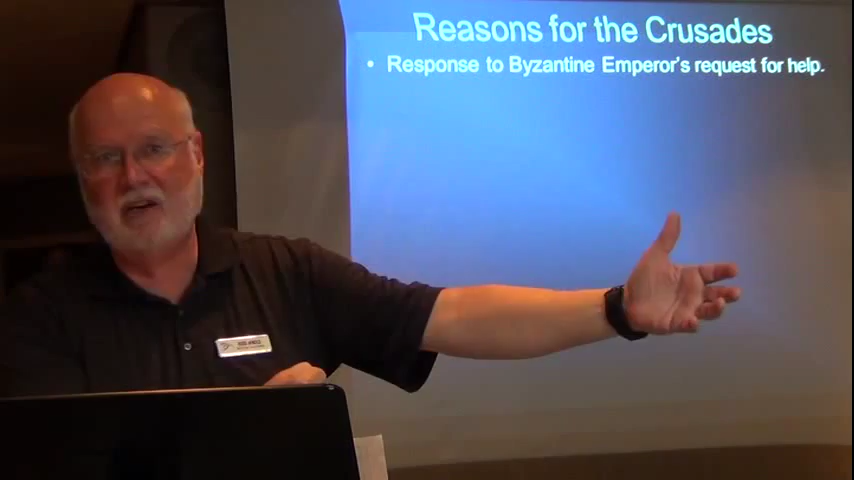 Reasons for the Crusades
• Response to Byzantine Emperor's request for help.